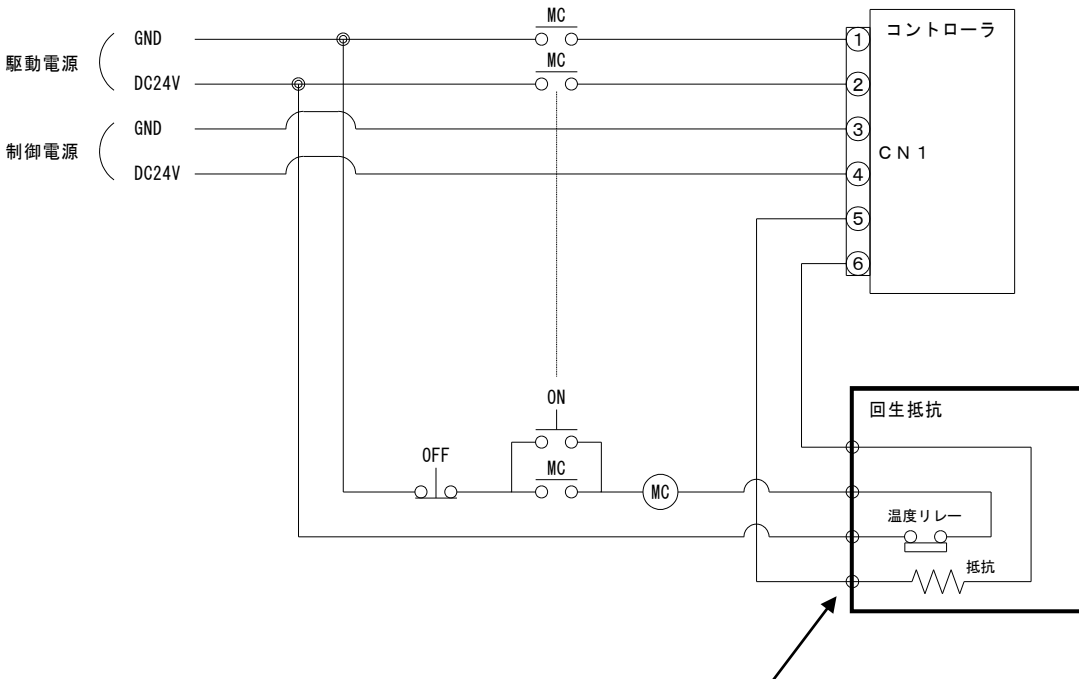 MC
コントローラ
GND
①
駆動電源
MC
DC24V
②
GND
③
制御電源
CN1
DC24V
④
⑤
⑥
ON
回生抵抗
OFF
MC
MC
温度リレー
抵抗